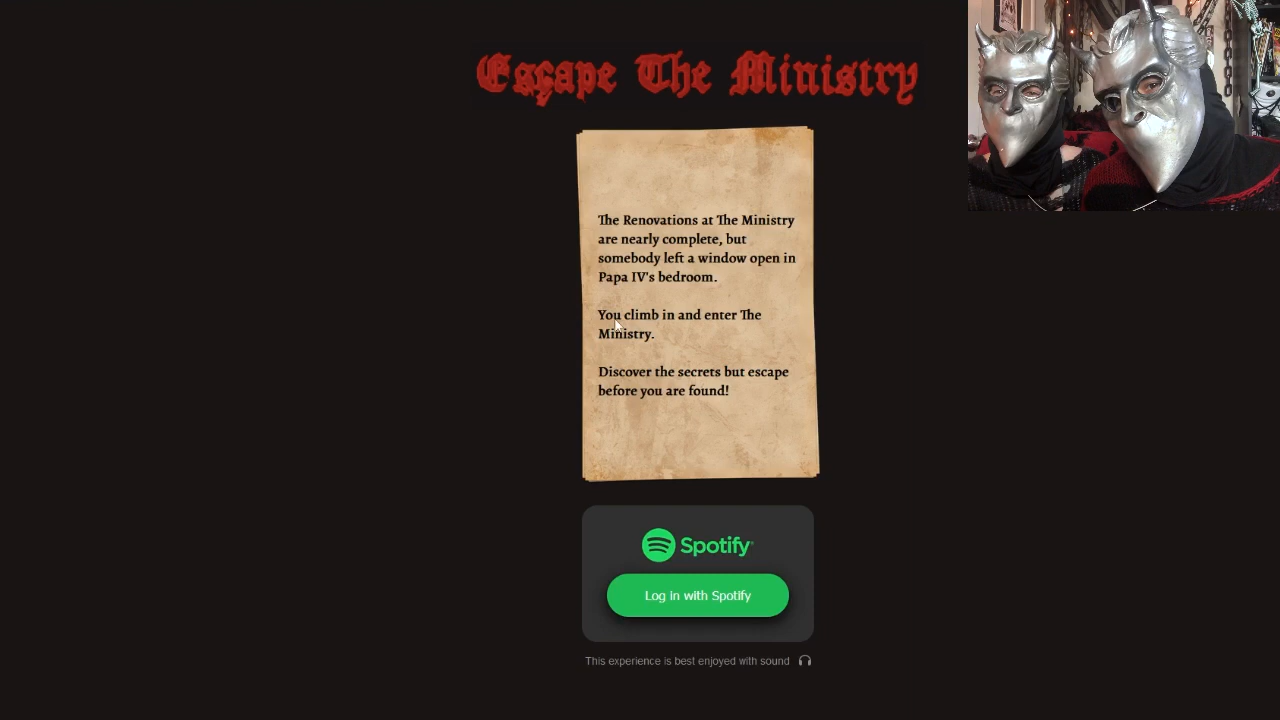 Escape The Ministry
The Renovations at The Ministry
are nearly complete, but
somebody left a window open in
Papa IV's bedroom.
You climb in and enter The
Ministry.
Discover the secrets but escape
before you are found!
Spotify
Log in with Spotify
This experience is best enjoyed with sound